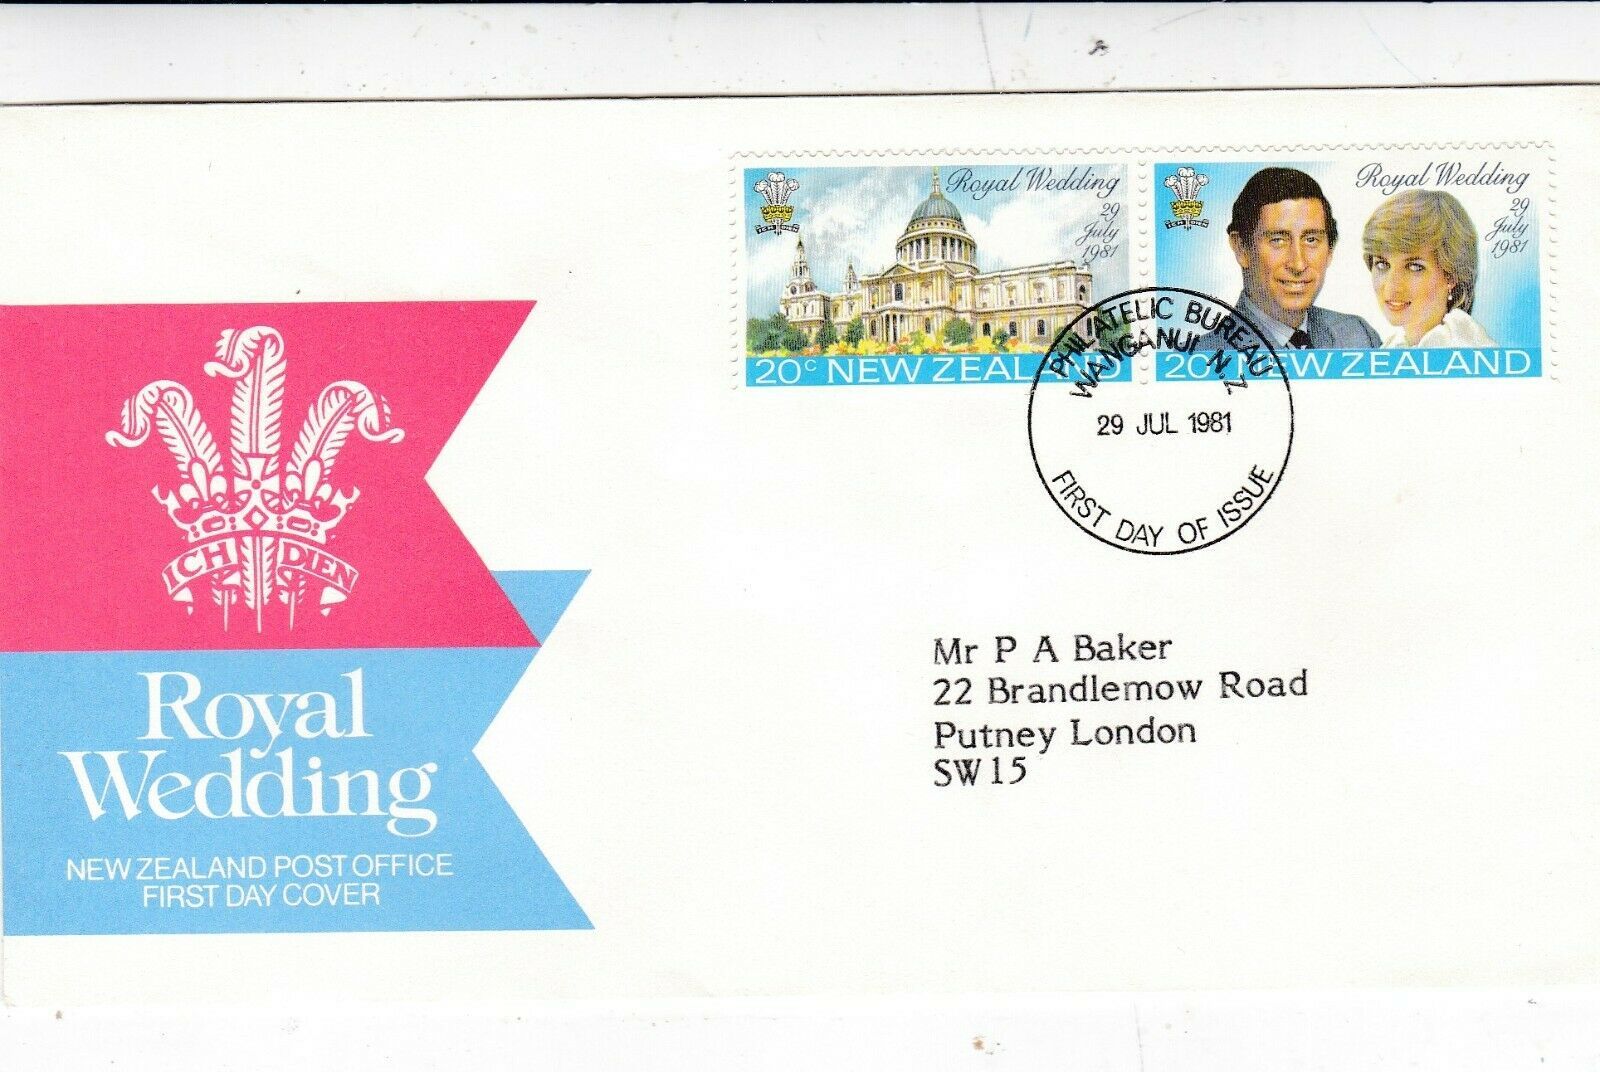 Royal Wedding
29
July
1981
ICH DIEN
20c NEW ZEALAND
Royal Wedding
29
July
1981
ICH DIEN
20c NEW ZEALAND
PHILATELIC BUREAU
WANGANUI N.Z
29 JUL 1981
FIRST DAY OF ISSUE
ICH DIEN
Royal
Wedding
NEW ZEALAND POST OFFICE
FIRST DAY COVER
Mr P A Baker
22 Brandlemow Road
Putney London
SW15